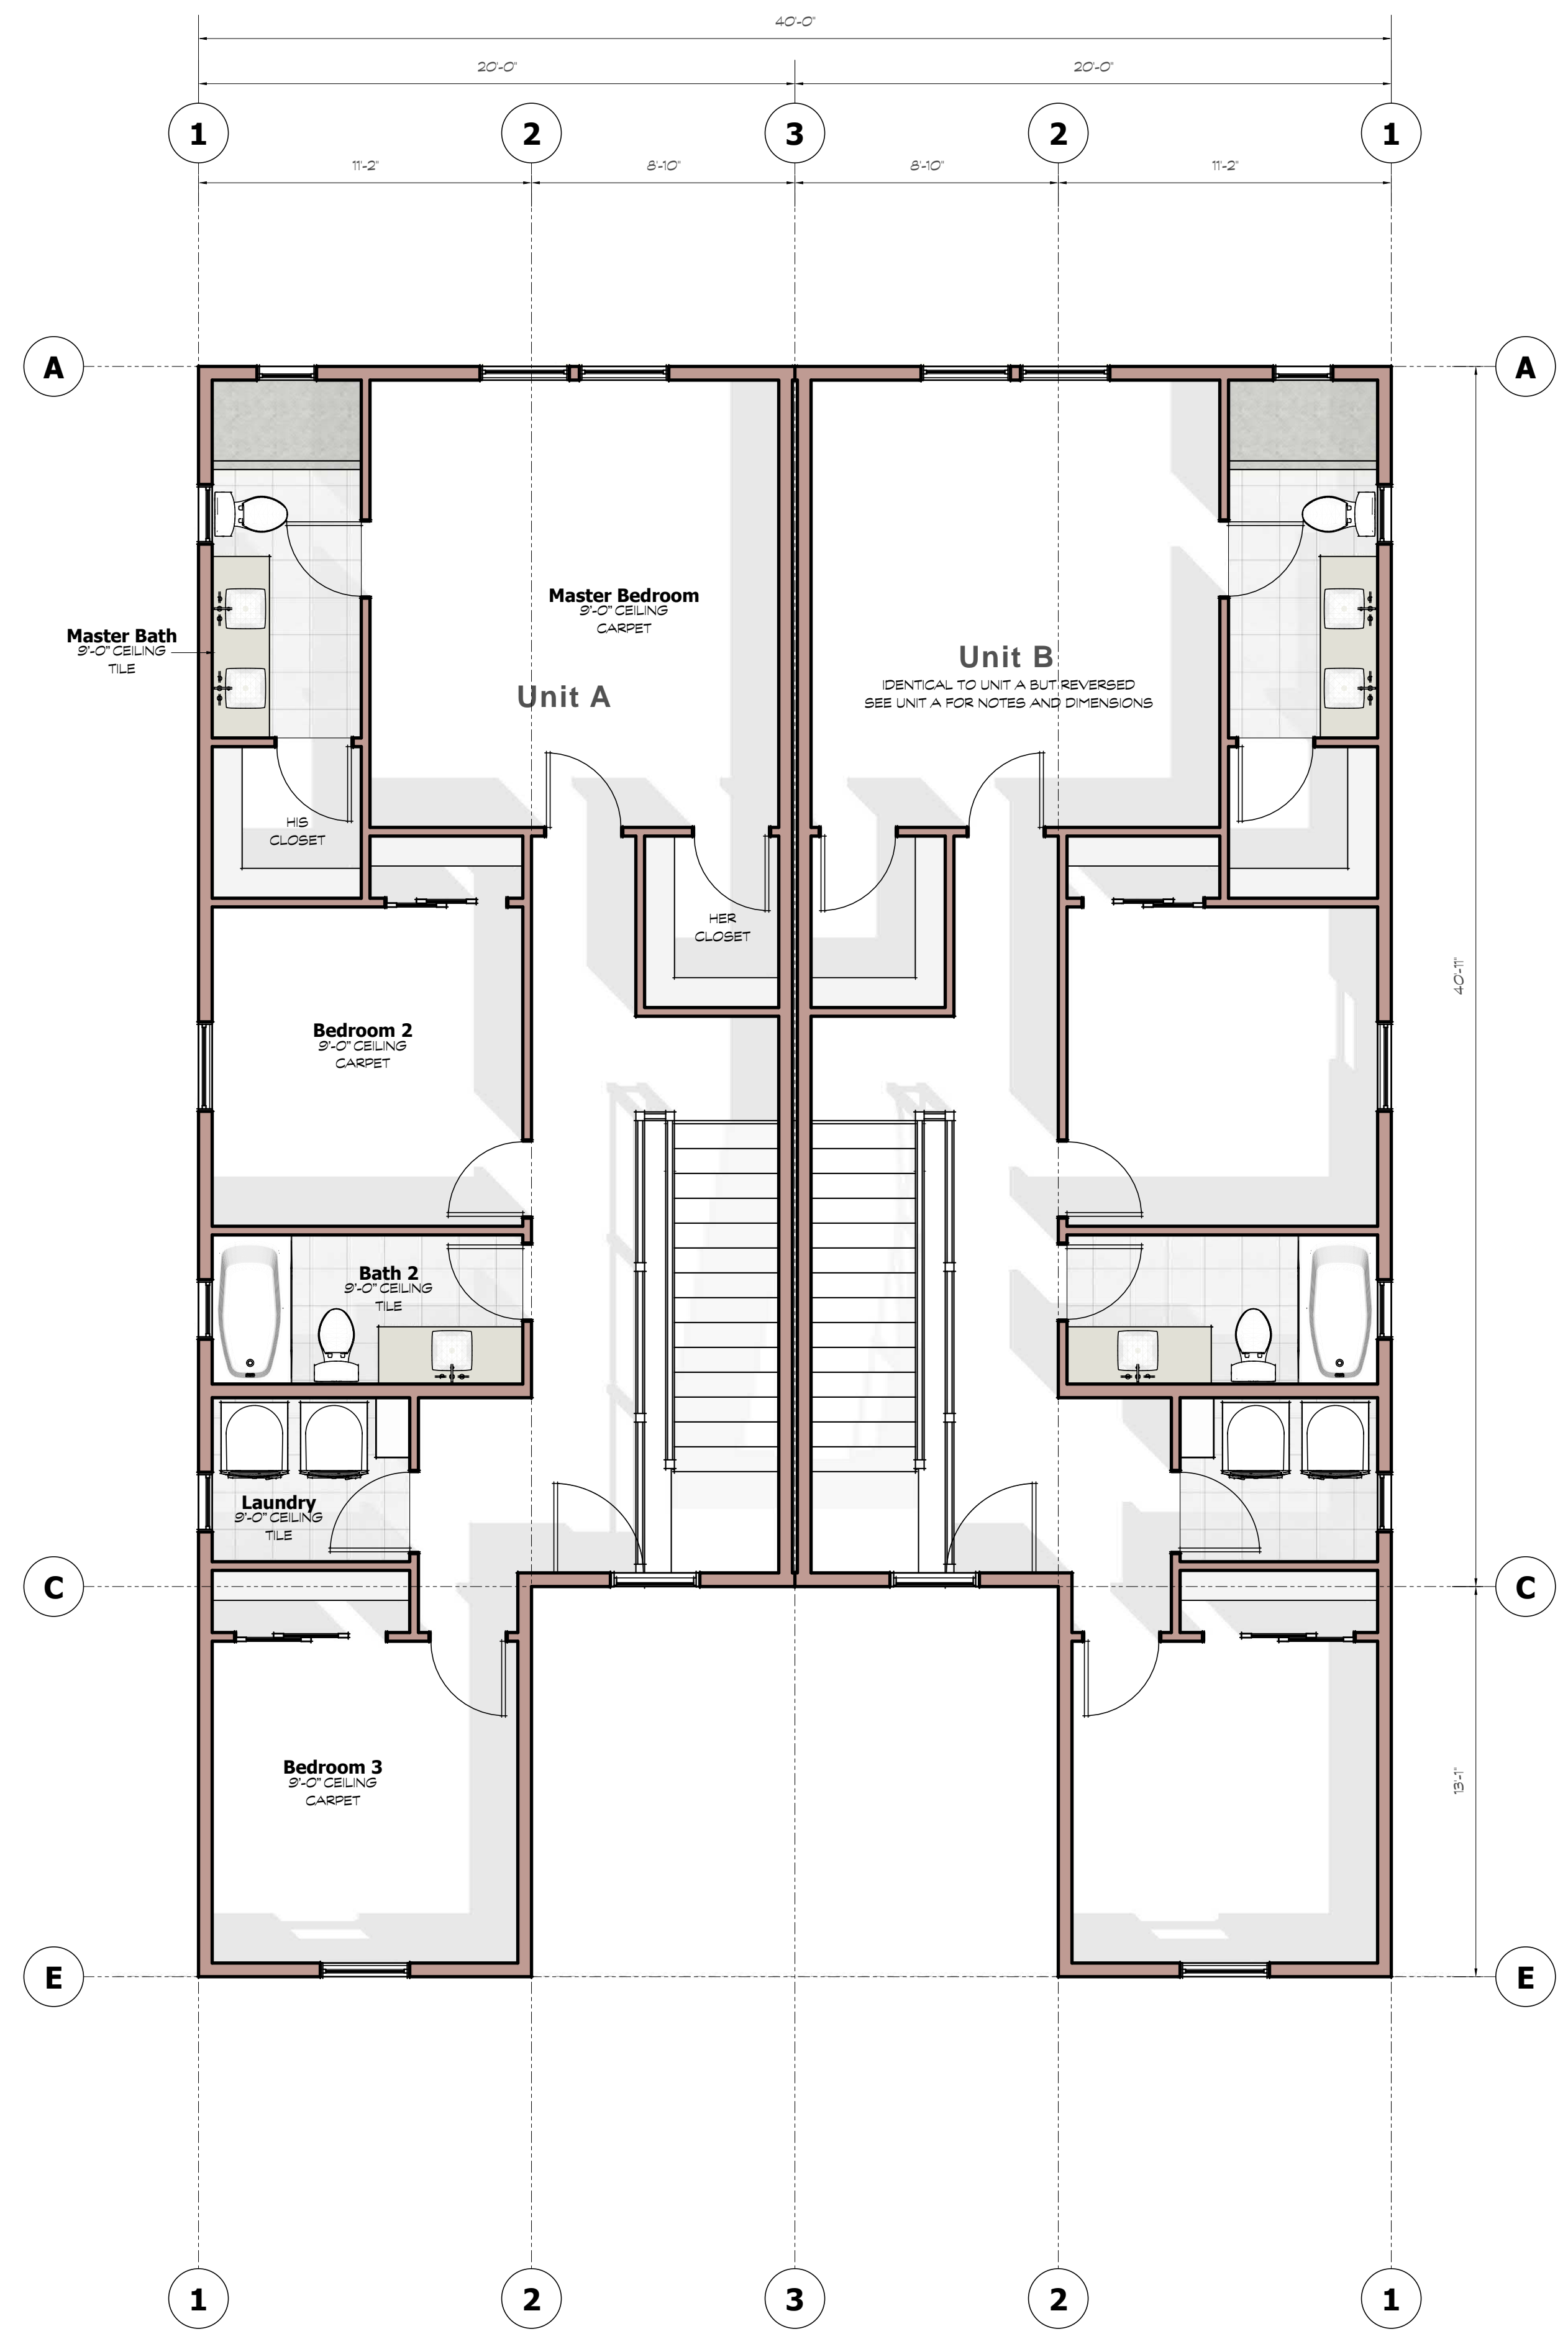 40'-0"
20'-0" 20'-0"
1 2 3 2 1
11'-2" 8'-10" 8'-10" 11'-2"
A A
Master Bedroom
9'-0" CEILING
CARPET
Master Bath
9'-0" CEILING
TILE
Unit B
IDENTICAL TO UNIT A BUT REVERSED
SEE UNIT A FOR NOTES AND DIMENSIONS
Unit A
HIS
CLOSET
HER
CLOSET
40'-11"
Bedroom 2
9'-0" CEILING
CARPET
Bath 2
9'-0" CEILING
TILE
Laundry
9'-0" CEILING
TILE
C C
Bedroom 3
9'-0" CEILING
CARPET
13'-1"
E E
1 2 3 2 1